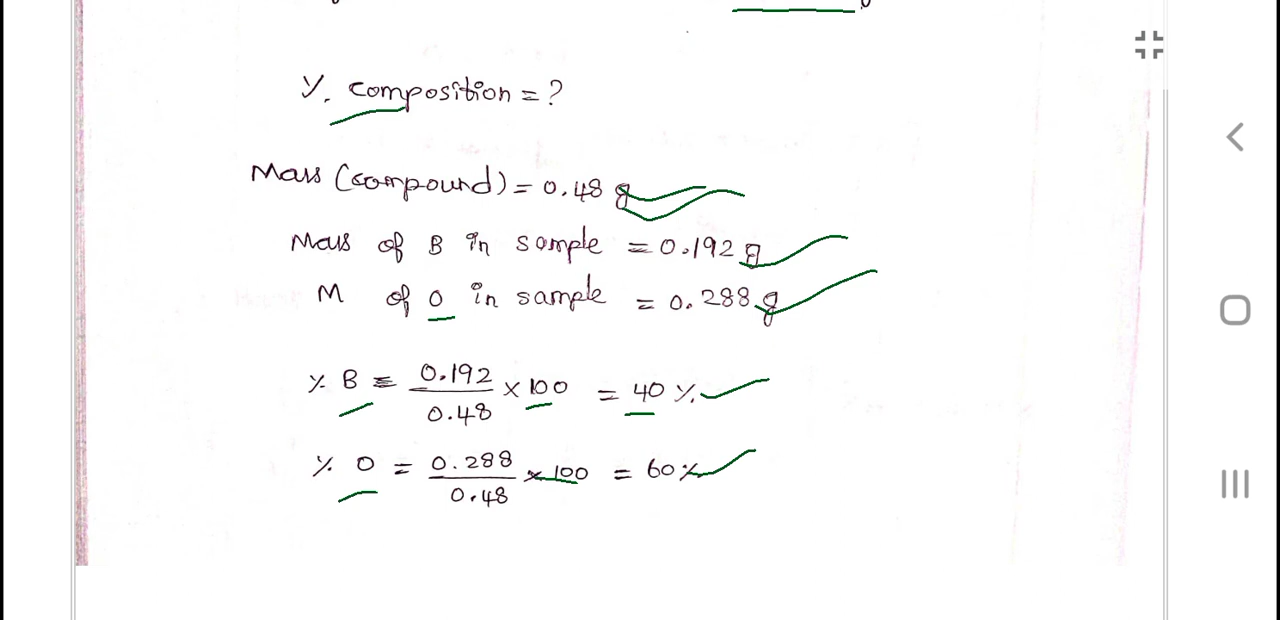 %. composition = ?
Mass (compound) = 0.48 g
Mass of B in sample = 0.192 g
M of O in sample = 0.288 g
% B = 0.192 / 0.48 × 100 = 40 %.
% O = 0.288 / 0.48 × 100 = 60 %